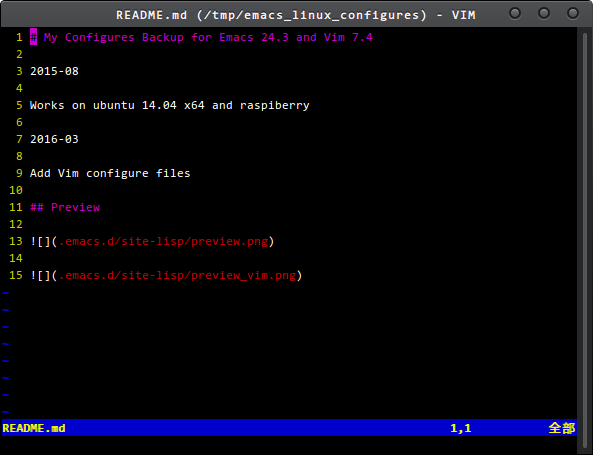 README.md (/tmp/emacs_linux_configures) - VIM
1 # My Configures Backup for Emacs 24.3 and Vim 7.4
2
3 2015-08
4
5 Works on ubuntu 14.04 x64 and raspiberry
6
7 2016-03
8
9 Add Vim configure files
10
11 ## Preview
12
13 ![](.emacs.d/site-lisp/preview.png)
14
15 ![](.emacs.d/site-lisp/preview_vim.png)
~
~
~
~
~
~
~
~
README.md 1,1 全部